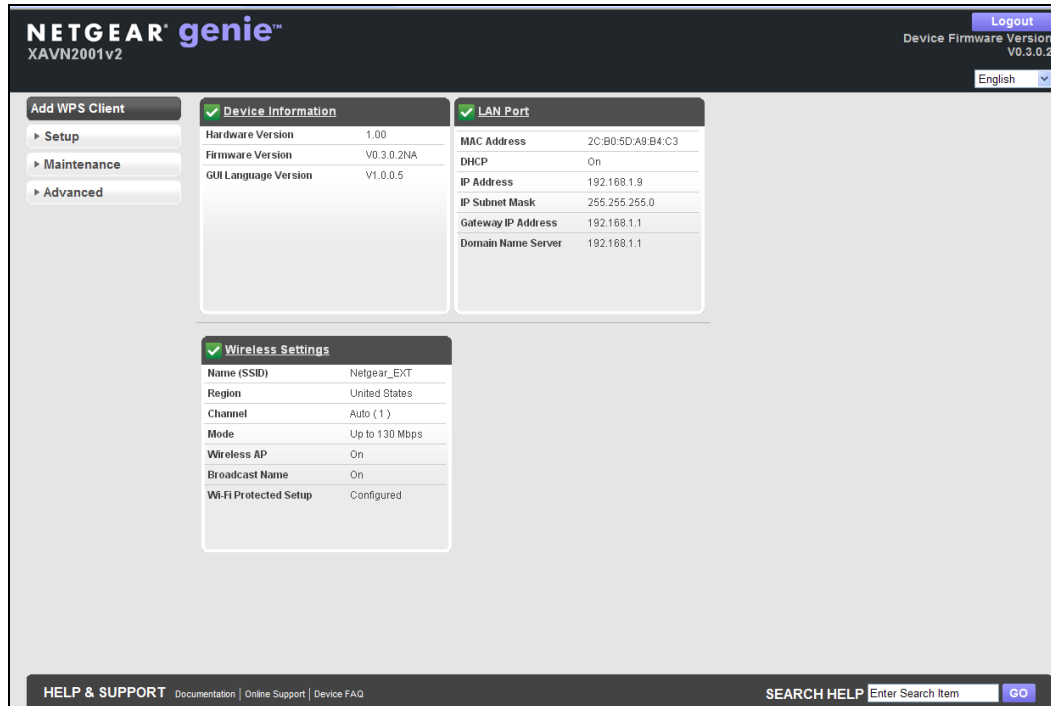 NETGEAR® genie™
XAVN2001v2
Logout
Device Firmware Version
V0.3.0.2
English
Add WPS Client
Setup
Maintenance
Advanced
Device Information
Hardware Version 1.00
Firmware Version V0.3.0.2NA
GUI Language Version V1.0.0.5
LAN Port
MAC Address 2C:B0:5D:A9:B4:C3
DHCP On
IP Address 192.168.1.9
IP Subnet Mask 255.255.255.0
Gateway IP Address 192.168.1.1
Domain Name Server 192.168.1.1
Wireless Settings
Name (SSID) Netgear_EXT
Region United States
Channel Auto ( 1 )
Mode Up to 130 Mbps
Wireless AP On
Broadcast Name On
Wi-Fi Protected Setup Configured
HELP & SUPPORT Documentation | Online Support | Device FAQ
SEARCH HELP Enter Search Item GO